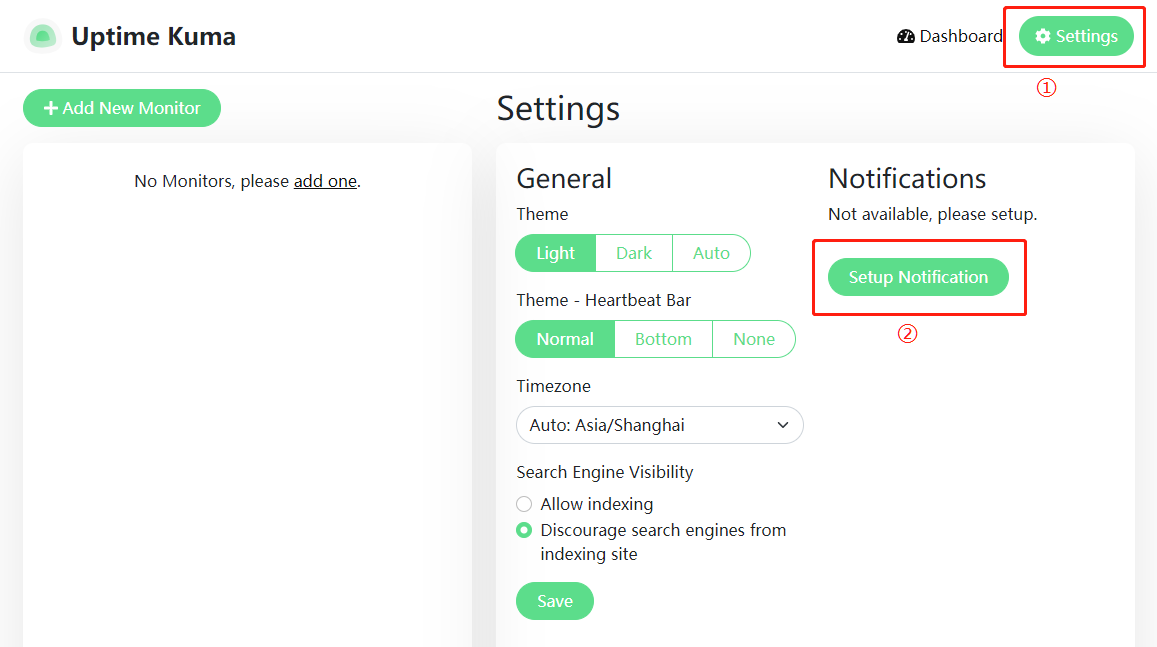 Uptime Kuma
Dashboard
Settings
①
+ Add New Monitor
Settings
No Monitors, please add one.
General
Theme
Light
Dark
Auto
Theme - Heartbeat Bar
Normal
Bottom
None
Timezone
Auto: Asia/Shanghai
Search Engine Visibility
Allow indexing
Discourage search engines from
indexing site
Save
Notifications
Not available, please setup.
Setup Notification
②